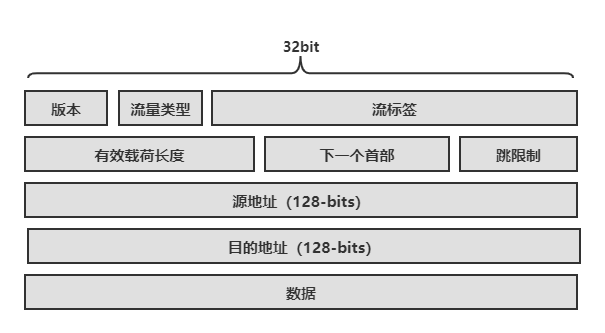 32bit
版本 流量类型 流标签
有效载荷长度 下一个首部 跳限制
源地址（128-bits）
目的地址（128-bits）
数据